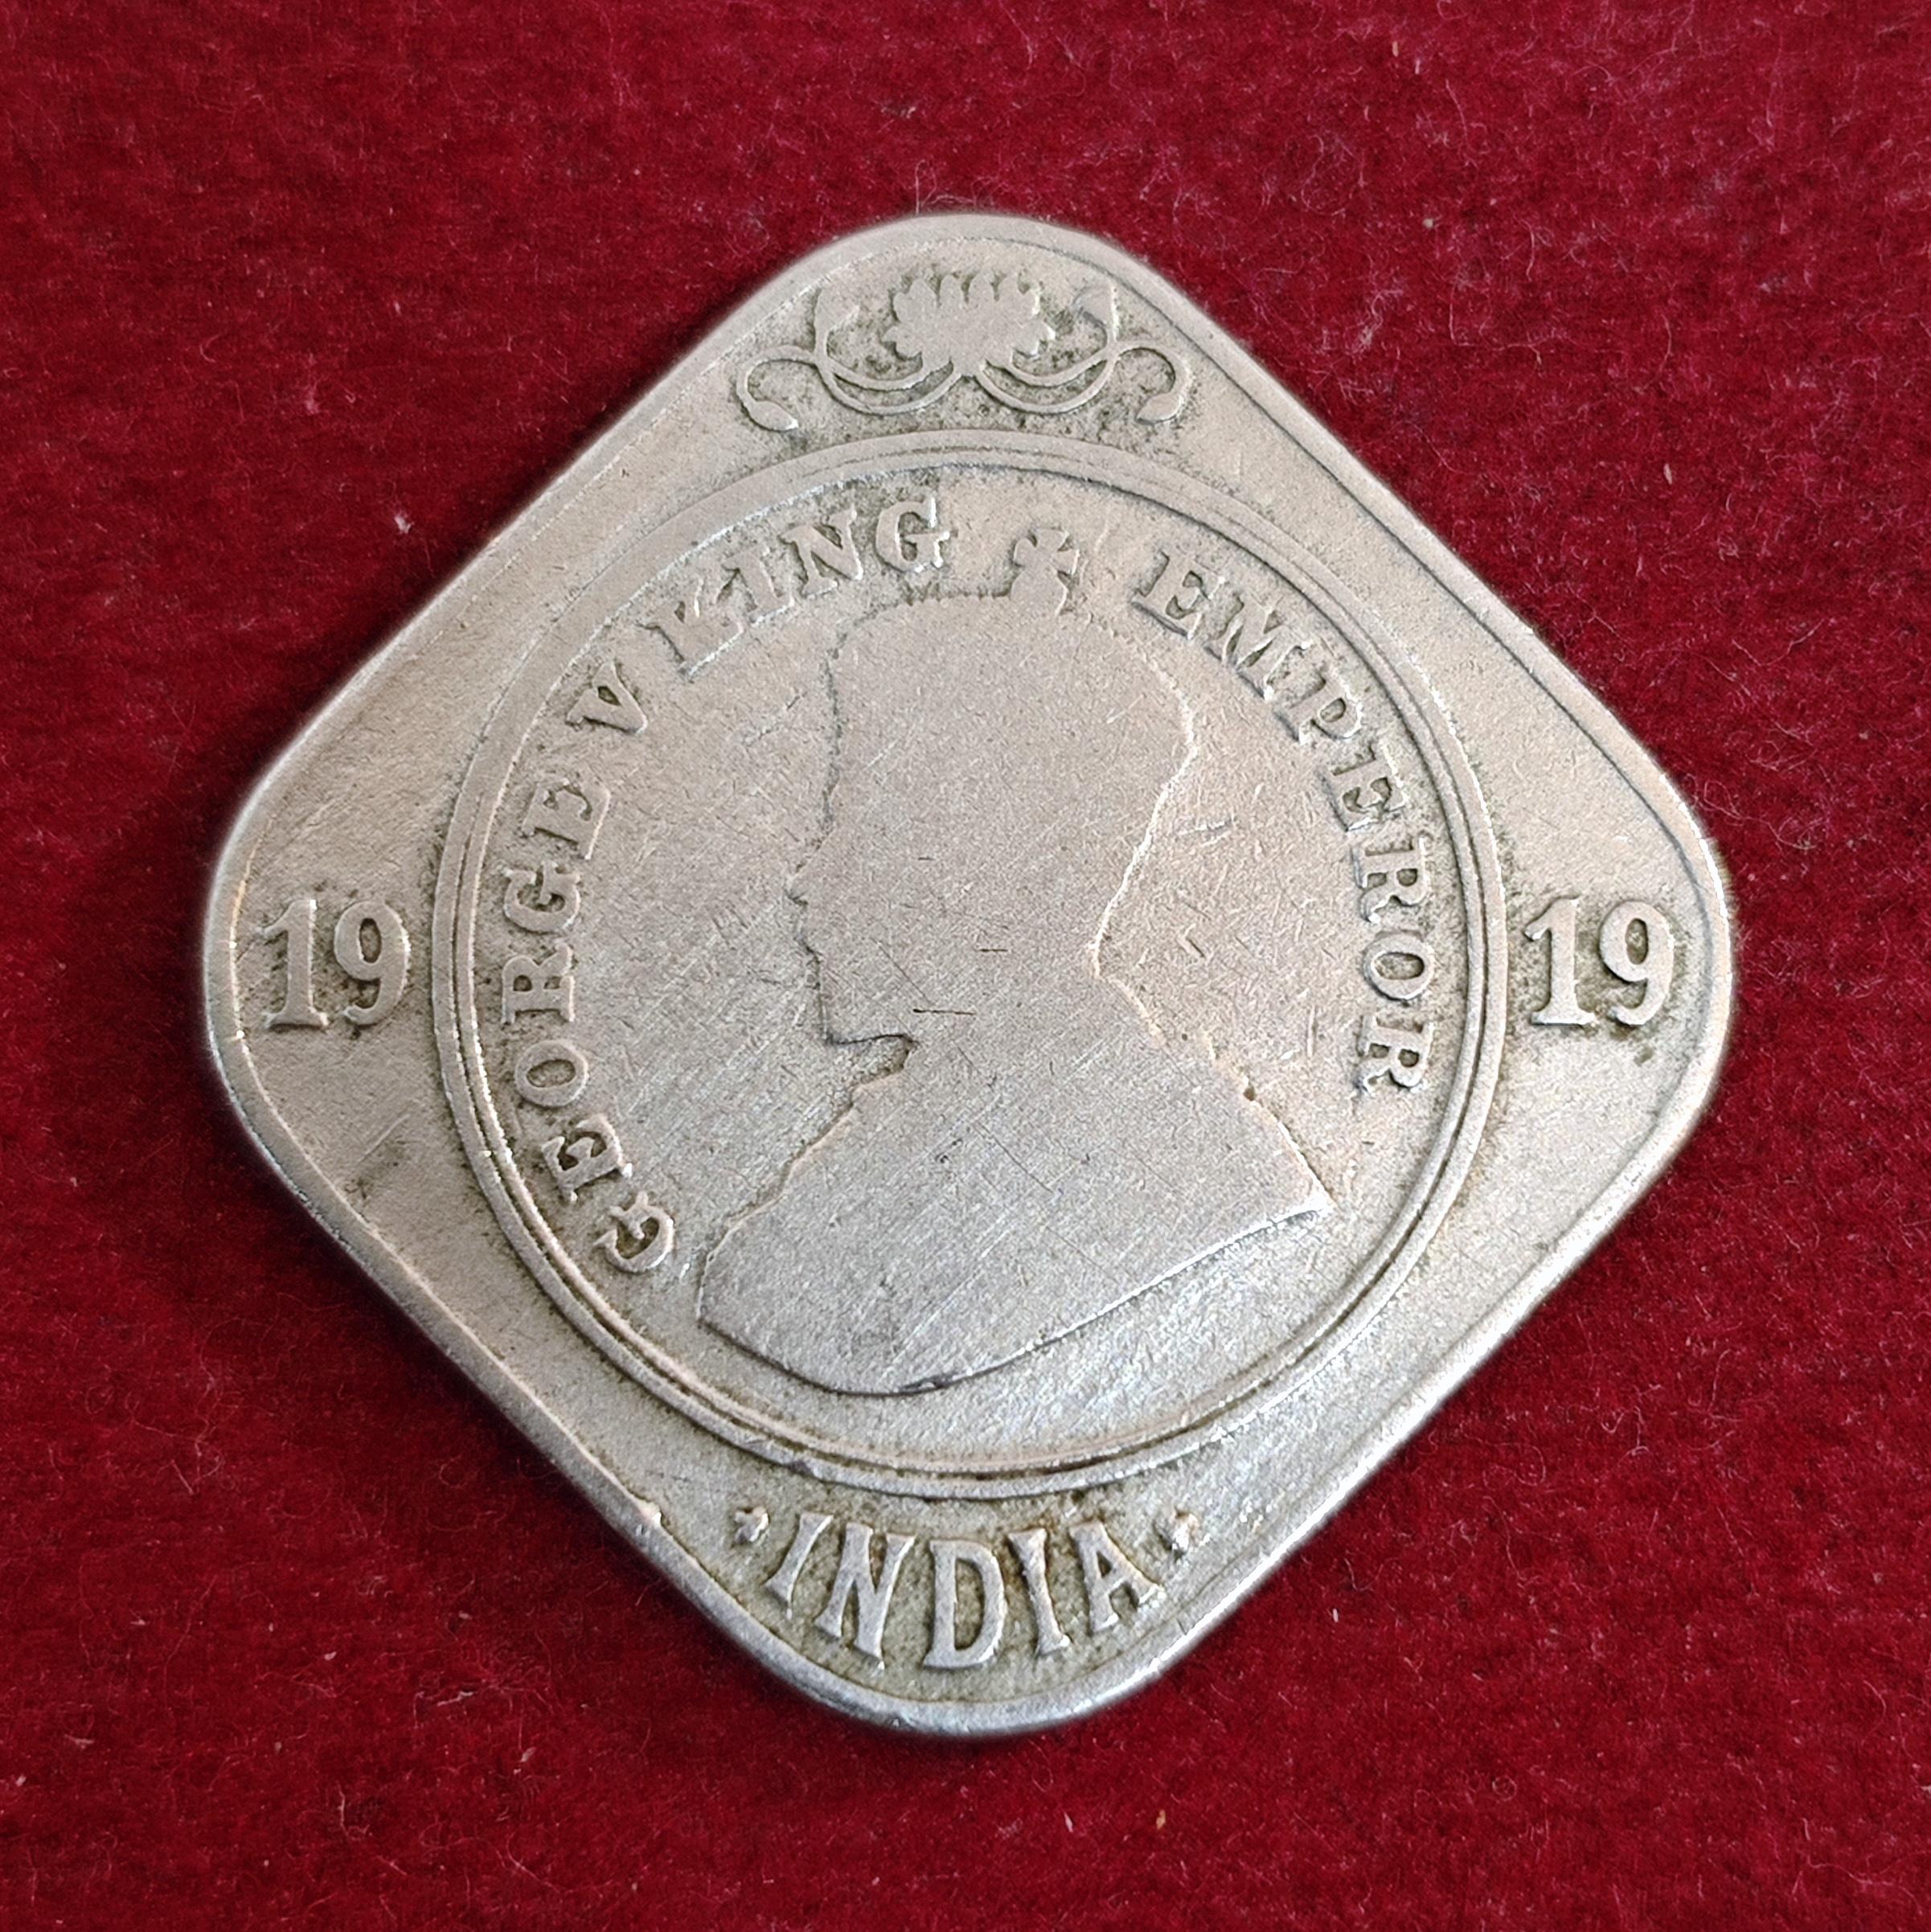 GEORGE V KING EMPEROR
19 19
INDIA